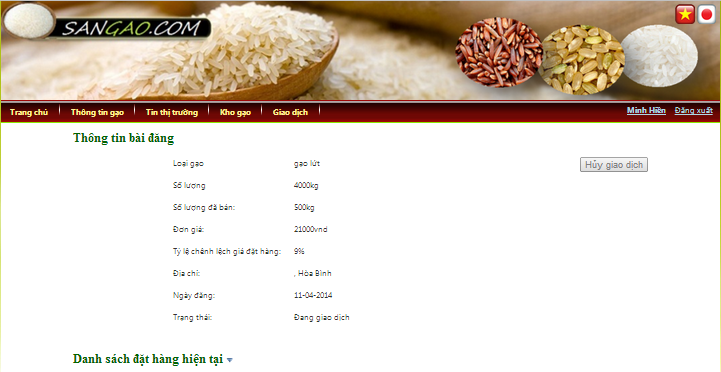 SANGAO.COM
Trang chủ Thông tin gạo Tin thị trường Kho gạo Giao dịch Minh Hiền Đăng xuất
Thông tin bài đăng
Loại gạo gạo lứt Hủy giao dịch
Số lượng 4000kg
Số lượng đã bán: 500kg
Đơn giá: 21000vnd
Tỷ lệ chênh lệch giá đặt hàng: 9%
Địa chỉ: , Hòa Bình
Ngày đăng: 11-04-2014
Trạng thái: Đang giao dịch
Danh sách đặt hàng hiện tại